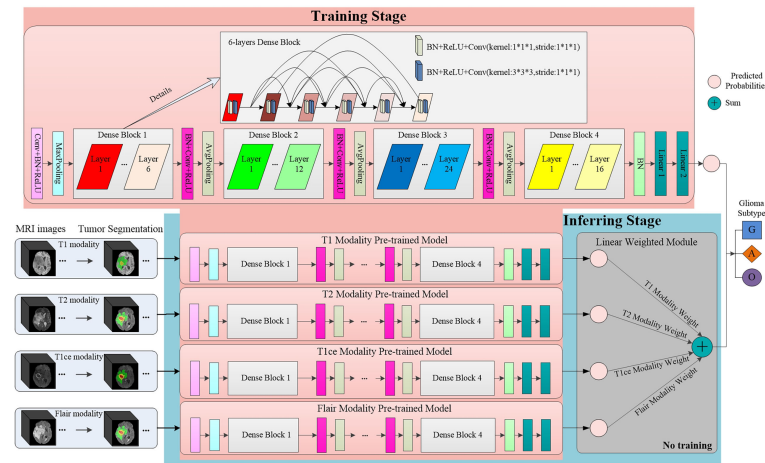 Training Stage
6-layers Dense Block
BN+ReLU+Conv(kernel:1*1*1,stride:1*1*1)
BN+ReLU+Conv(kernel:3*3*3,stride:1*1*1)
Details
Predicted
Probabilitie
Sum
Conv+BN+ReLU
MaxPooling
Dense Block 1
Layer
1
...
Layer
6
BN+Conv+ReLU
AvgPooling
Dense Block 2
Layer
1
...
Layer
12
BN+Conv+ReLU
AvgPooling
Dense Block 3
Layer
1
...
Layer
24
BN+Conv+ReLU
AvgPooling
Dense Block 4
Layer
1
...
Layer
16
BN
Linear 1
Linear 2
Inferring Stage
MRI images
Tumor Segmentation
T1 modality
...
...
T2 modality
...
...
T1ce modality
...
...
Flair modality
...
...
T1 Modality Pre-trained Model
Dense Block 1
...
Dense Block 4
T2 Modality Pre-trained Model
Dense Block 1
...
Dense Block 4
T1ce Modality Pre-trained Model
Dense Block 1
...
Dense Block 4
Flair Modality Pre-trained Model
Dense Block 1
...
Dense Block 4
Linear Weighted Module
T1 Modality Weight
T2 Modality Weight
T1ce Modality Weight
Flair Modality Weight
No training
Glioma
Subtype
G
A
O